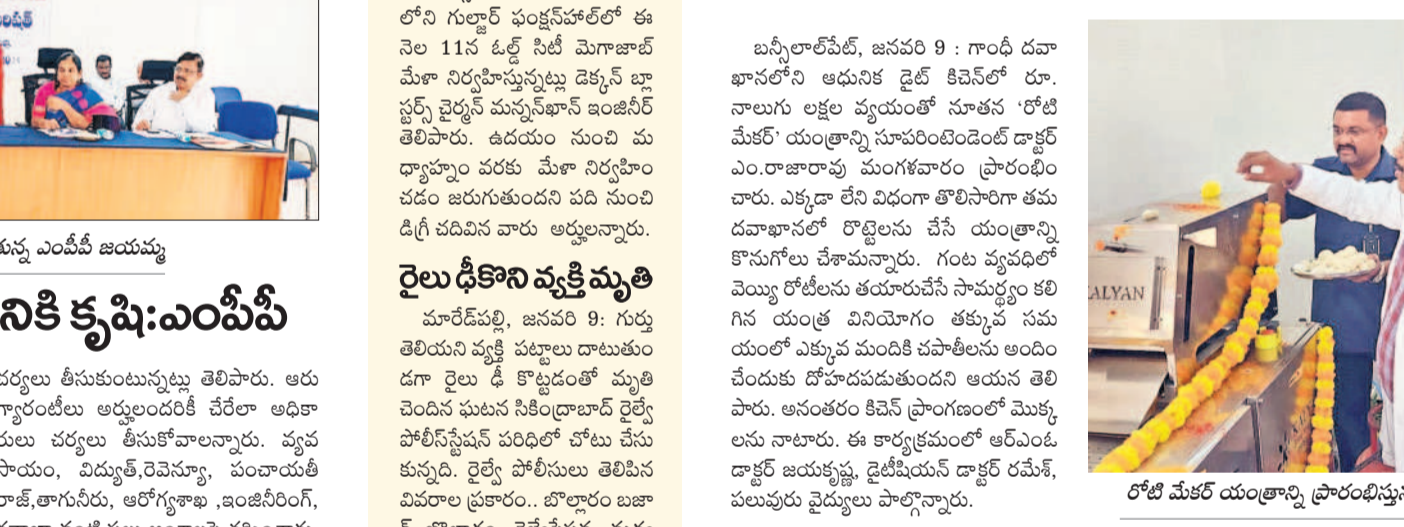 తున్న ఎంపీపీ జయమ్మ
నికి కృషి:ఎంపీపీ
చర్యలు తీసుకుంటున్నట్లు తెలిపారు. ఆరు
గ్యారంటీలు అర్హులందరికీ చేరేలా అధికా
రులు చర్యలు తీసుకోవాలన్నారు. వ్యవ
సాయం, విద్యుత్,రెవెన్యూ, పంచాయతీ
రాజ్,తాగునీరు, ఆరోగ్యశాఖ ,ఇంజినీరింగ్,
లోని గుల్జార్ ఫంక్షన్‌హాల్‌లో ఈ
నెల 11న ఓల్డ్ సిటీ మెగాజాబ్
మేళా నిర్వహిస్తున్నట్లు డెక్కన్ బ్లా
స్టర్స్ చైర్మన్ మన్నన్‌ఖాన్ ఇంజినీర్
తెలిపారు. ఉదయం నుంచి మ
ధ్యాహ్నం వరకు మేళా నిర్వహిం
చడం జరుగుతుందని పది నుంచి
డిగ్రీ చదివిన వారు అర్హులన్నారు.
రైలు ఢీకొని వ్యక్తి మృతి
మారేడ్‌పల్లి, జనవరి 9: గుర్తు
తెలియని వ్యక్తి పట్టాలు దాటుతుం
డగా రైలు ఢీ కొట్టడంతో మృతి
చెందిన ఘటన సికింద్రాబాద్ రైల్వే
పోలీస్‌స్టేషన్ పరిధిలో చోటు చేసు
కున్నది. రైల్వే పోలీసులు తెలిపిన
వివరాల ప్రకారం.. బొల్లారం బజా
బన్సీలాల్‌పేట్, జనవరి 9 : గాంధీ దవా
ఖానలోని ఆధునిక డైట్ కిచెన్‌లో రూ.
నాలుగు లక్షల వ్యయంతో నూతన ‘రోటి
మేకర్’ యంత్రాన్ని సూపరింటెండెంట్ డాక్టర్
ఎం.రాజారావు మంగళవారం ప్రారంభిం
చారు. ఎక్కడా లేని విధంగా తొలిసారిగా తమ
దవాఖానలో రొట్టెలను చేసే యంత్రాన్ని
కొనుగోలు చేశామన్నారు. గంట వ్యవధిలో
వెయ్యి రోటీలను తయారుచేసే సామర్థ్యం కలి
గిన యంత్ర వినియోగం తక్కువ సమ
యంలో ఎక్కువ మందికి చపాతీలను అందిం
చేందుకు దోహదపడుతుందని ఆయన తెలి
పారు. అనంతరం కిచెన్ ప్రాంగణంలో మొక్క
లను నాటారు. ఈ కార్యక్రమంలో ఆర్ఎంఓ
డాక్టర్ జయకృష్ణ, డైటీషియన్ డాక్టర్ రమేశ్,
పలువురు వైద్యులు పాల్గొన్నారు.
KALYAN
రోటి మేకర్ యంత్రాన్ని ప్రారంభిస్తున